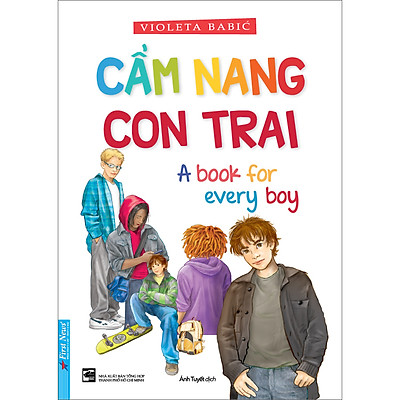 VIOLETA BABIĆ
CẨM NANG
CON TRAI
A book for
every boy
First News
NHÀ XUẤT BẢN TỔNG HỢP
THÀNH PHỐ HỒ CHÍ MINH
Ánh Tuyết dịch